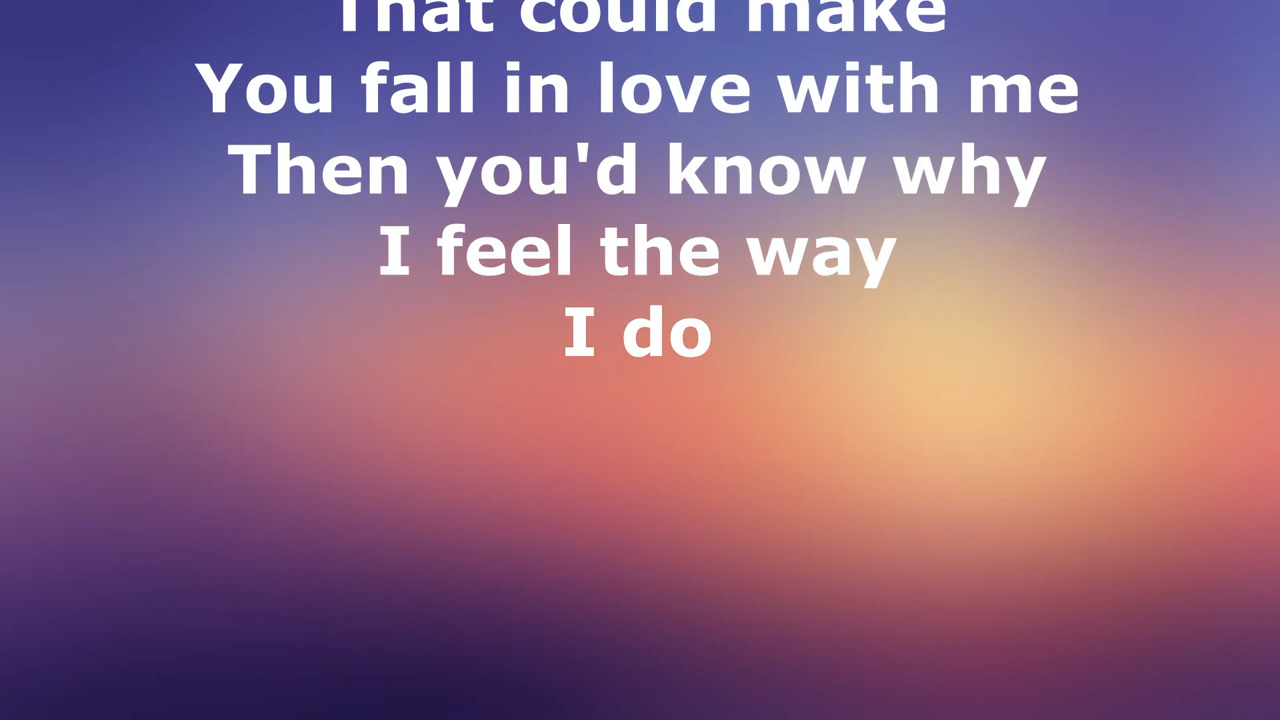 That could make
You fall in love with me
Then you'd know why
I feel the way
I do